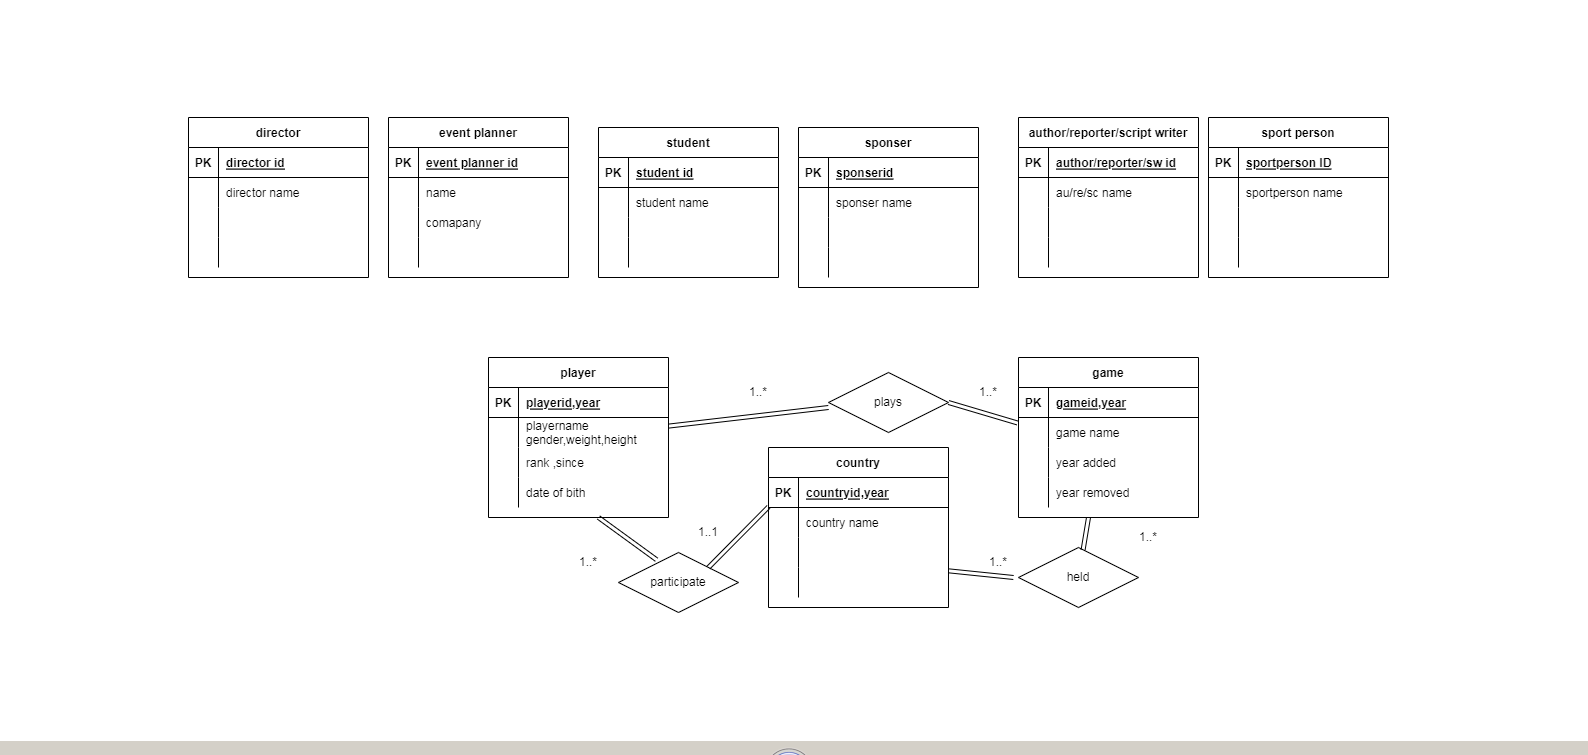 director
PK director id
director name
event planner
PK event planner id
name
comapany
student
PK student id
student name
sponser
PK sponserid
sponser name
author/reporter/script writer
PK author/reporter/sw id
au/re/sc name
sport person
PK sportperson ID
sportperson name
player
PK playerid,year
playername
gender,weight,height
rank ,since
date of bith
1..*
plays
1..*
game
PK gameid,year
game name
year added
year removed
country
PK countryid,year
country name
1..1
1..*
participate
1..*
1..*
held